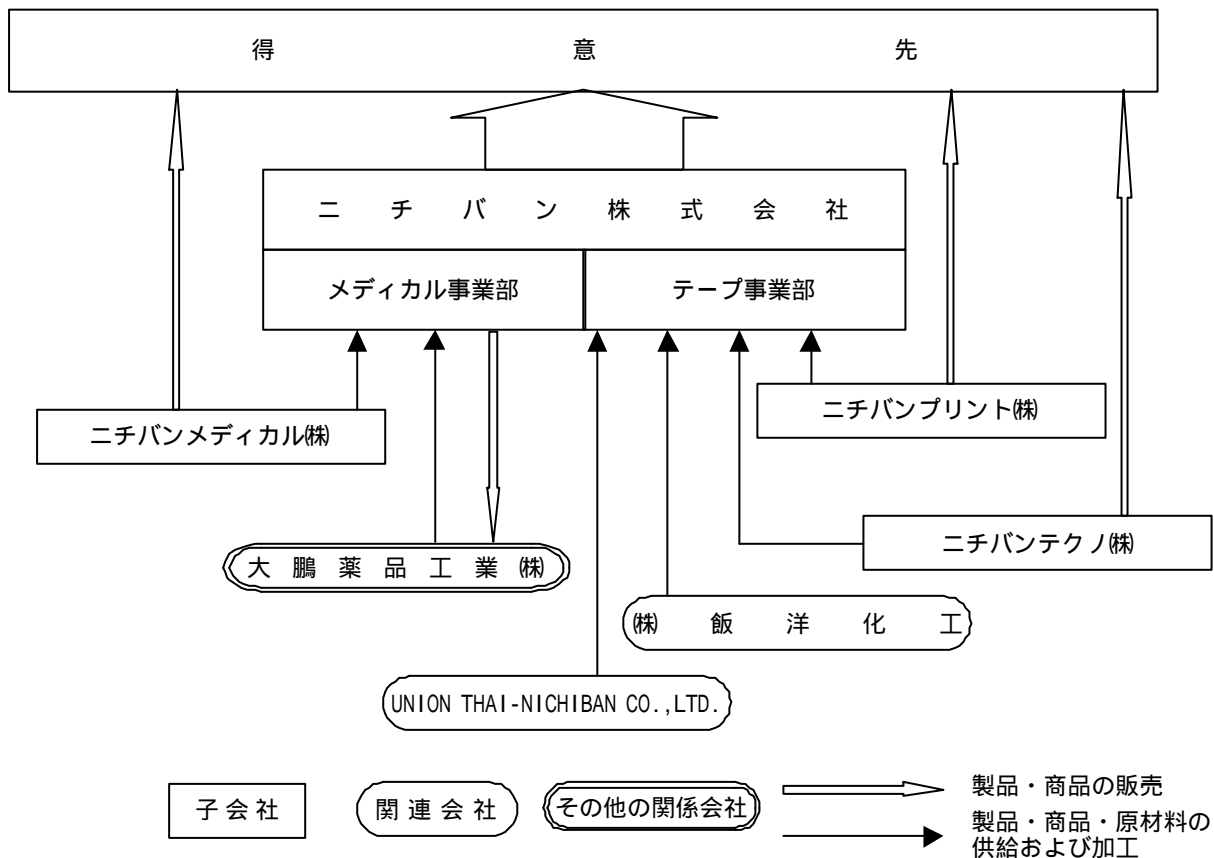 得意先
ニチバン株式会社
メディカル事業部
テープ事業部
ニチバンプリント㈱
ニチバンメディカル㈱
ニチバンテクノ㈱
大鵬薬品工業㈱
㈱飯洋化工
UNION THAI-NICHIBAN CO.,LTD.
子会社
関連会社
その他の関係会社
製品・商品の販売
製品・商品・原材料の
供給および加工